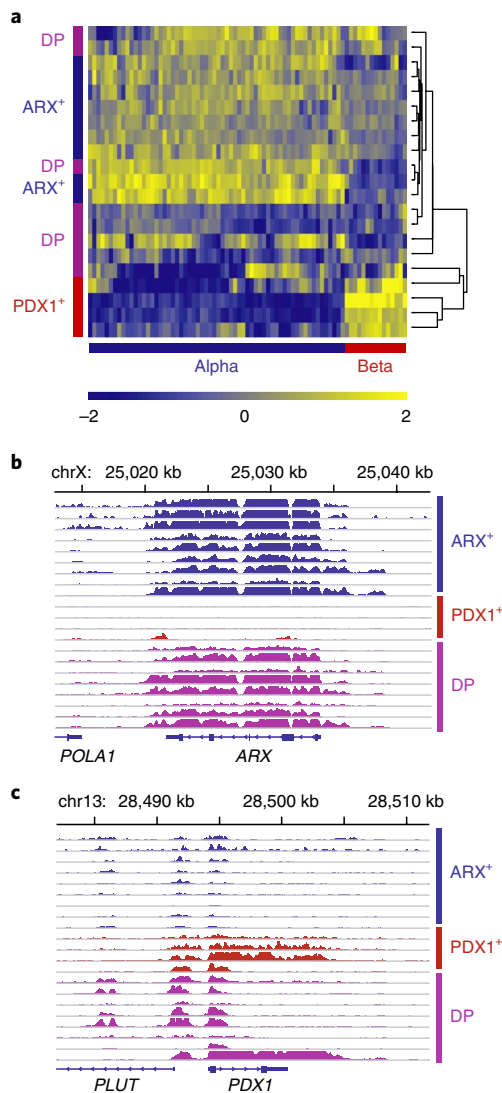 a
DP
ARX+
DP
ARX+
DP
PDX1+
Alpha Beta
−2 0 2
b
chrX: 25,020 kb 25,030 kb 25,040 kb
ARX+
PDX1+
DP
POLA1 ARX
c
chr13: 28,490 kb 28,500 kb 28,510 kb
ARX+
PDX1+
DP
PLUT PDX1